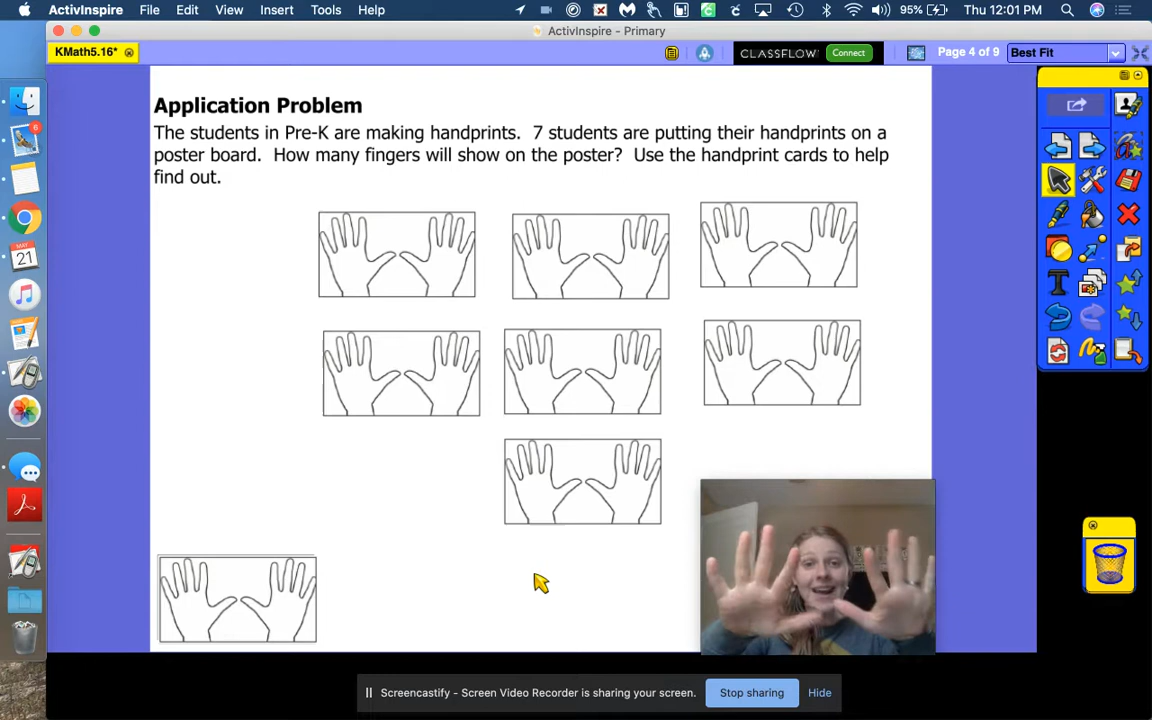 ActivInspire File Edit View Insert Tools Help 95% Thu 12:01 PM
ActivInspire - Primary
KMath5.16* CLASSFLOW Connect Page 4 of 9 Best Fit
Application Problem
The students in Pre-K are making handprints. 7 students are putting their handprints on a
poster board. How many fingers will show on the poster? Use the handprint cards to help
find out.
6
MAY
21
T
Screencastify - Screen Video Recorder is sharing your screen. Stop sharing Hide